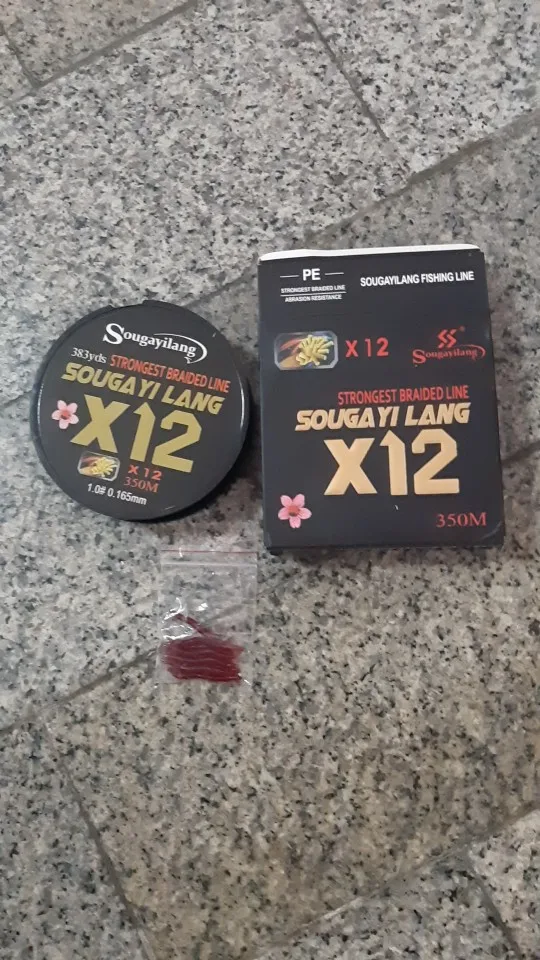 Sougayilang
383yds STRONGEST BRAIDED LINE
SOUGAYI LANG
X12
X 12
350M
1.0# 0.165mm
PE
STRONGEST BRAIDED LINE
ABRASION RESISTANCE
SOUGAYILANG FISHING LINE
X 12
Sougayilang
STRONGEST BRAIDED LINE
SOUGAYI LANG
X12
350M